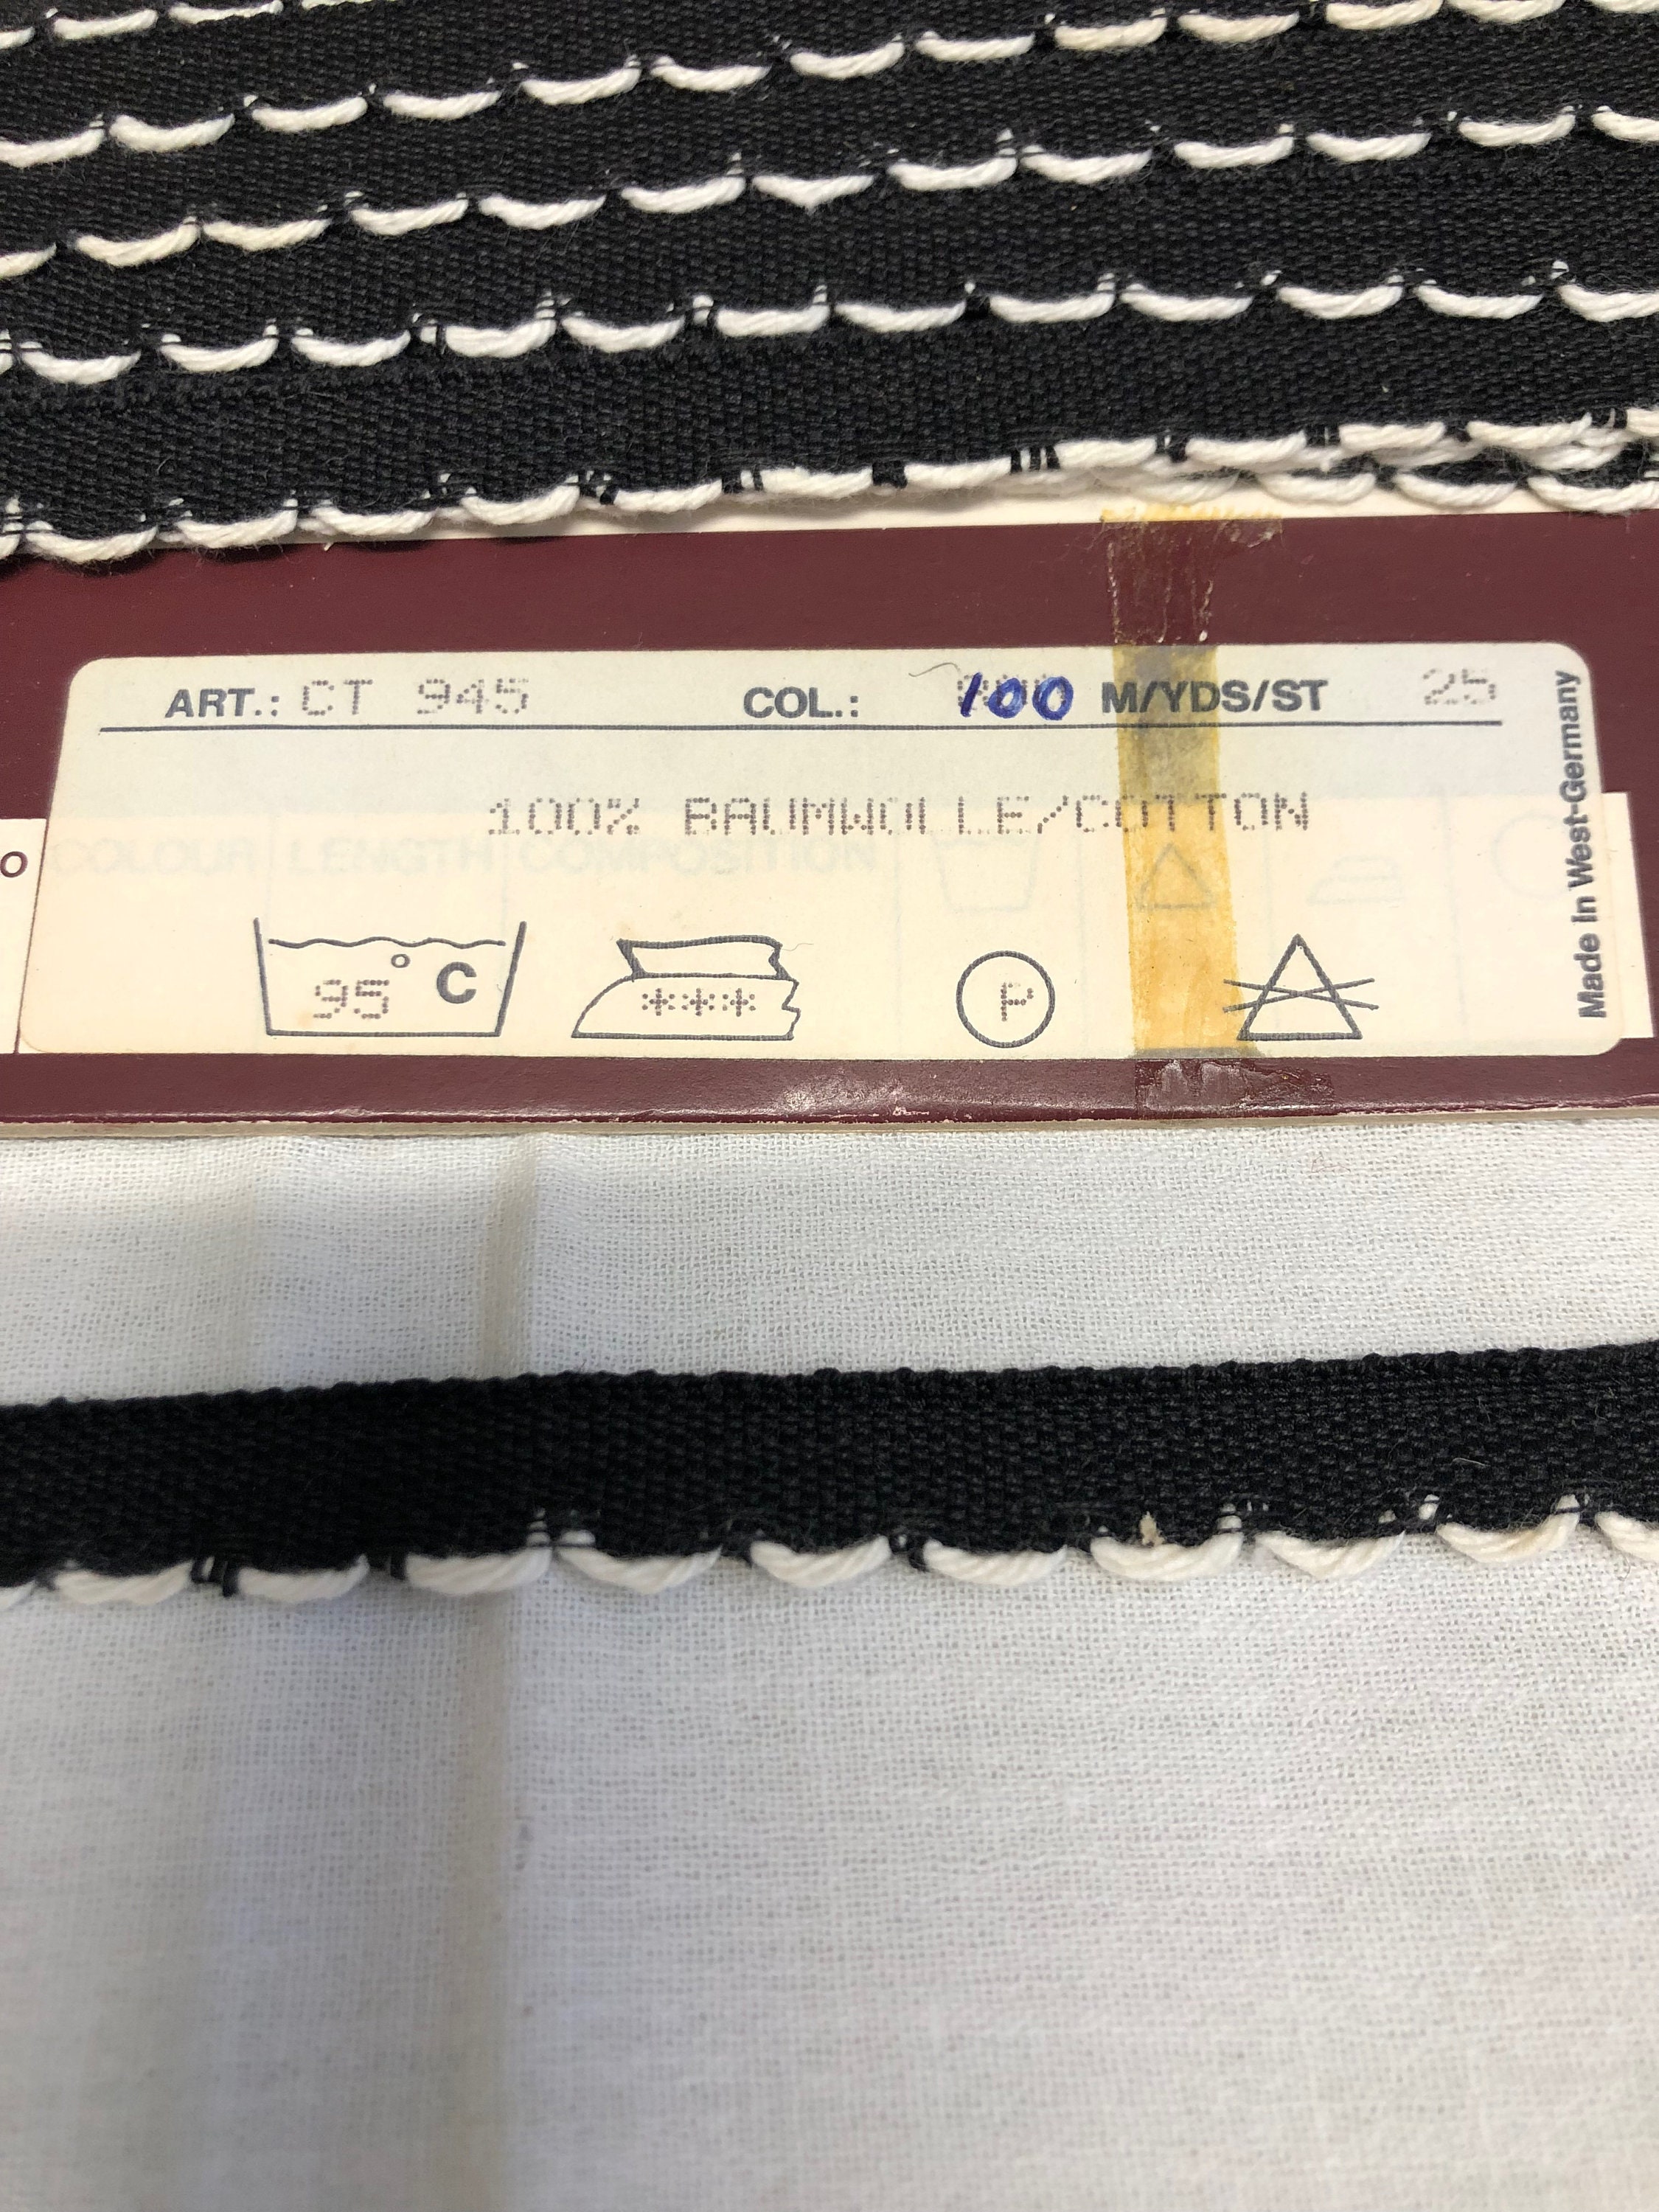 ART.: CT 945 COL.: 100 M/YDS/ST 25
100% BAUMWOLLE/COTTON
COLOUR LENGTH COMPOSITION
o
95° C *** P
Made in West-Germany